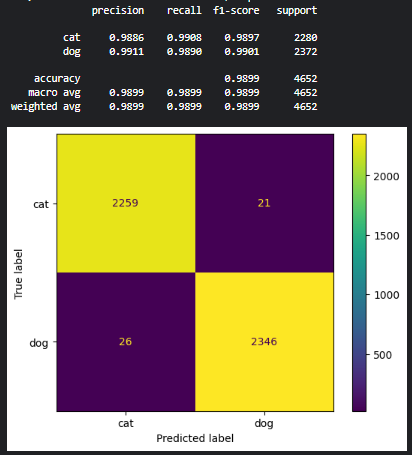 precision recall f1-score support
cat 0.9886 0.9908 0.9897 2280
dog 0.9911 0.9890 0.9901 2372
accuracy 0.9899 4652
macro avg 0.9899 0.9899 0.9899 4652
weighted avg 0.9899 0.9899 0.9899 4652
2000
cat 2259 21
1500
True label
1000
dog 26 2346
500
cat dog
Predicted label